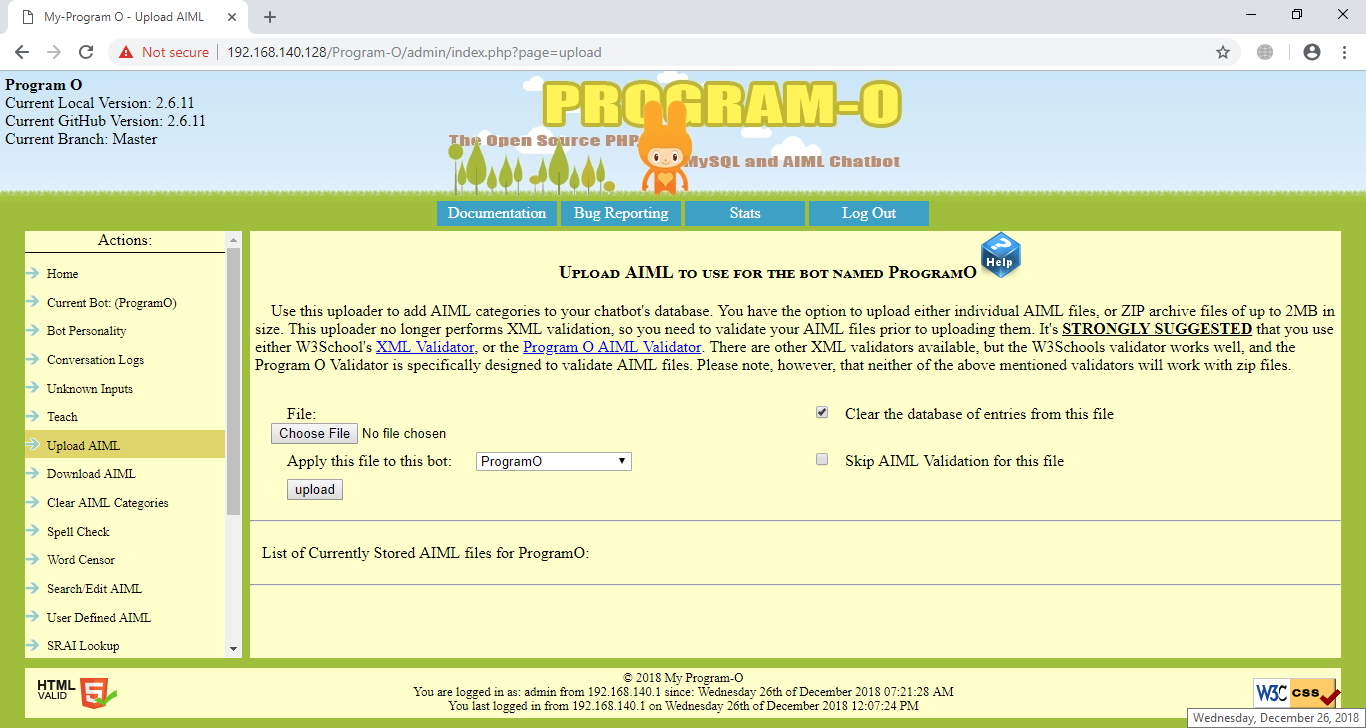 My-Program O - Upload AIML
Not secure | 192.168.140.128/Program-O/admin/index.php?page=upload
Program O
Current Local Version: 2.6.11
Current GitHub Version: 2.6.11
Current Branch: Master
PROGRAM-O
The Open Source PHP
MySQL and AIML Chatbot
Documentation Bug Reporting Stats Log Out
Actions:
Home
Current Bot: (ProgramO)
Bot Personality
Conversation Logs
Unknown Inputs
Teach
Upload AIML
Download AIML
Clear AIML Categories
Spell Check
Word Censor
Search/Edit AIML
User Defined AIML
SRAI Lookup
Upload AIML to use for the bot named ProgramO
? Help
Use this uploader to add AIML categories to your chatbot's database. You have the option to upload either individual AIML files, or ZIP archive files of up to 2MB in
size. This uploader no longer performs XML validation, so you need to validate your AIML files prior to uploading them. It's STRONGLY SUGGESTED that you use
either W3School's XML Validator, or the Program O AIML Validator. There are other XML validators available, but the W3Schools validator works well, and the
Program O Validator is specifically designed to validate AIML files. Please note, however, that neither of the above mentioned validators will work with zip files.
File:
Choose File No file chosen
Clear the database of entries from this file
Apply this file to this bot: ProgramO
Skip AIML Validation for this file
upload
List of Currently Stored AIML files for ProgramO:
HTML
VALID
5
© 2018 My Program-O
You are logged in as: admin from 192.168.140.1 since: Wednesday 26th of December 2018 07:21:28 AM
You last logged in from 192.168.140.1 on Wednesday 26th of December 2018 12:07:24 PM
W3C css
Wednesday, December 26, 2018